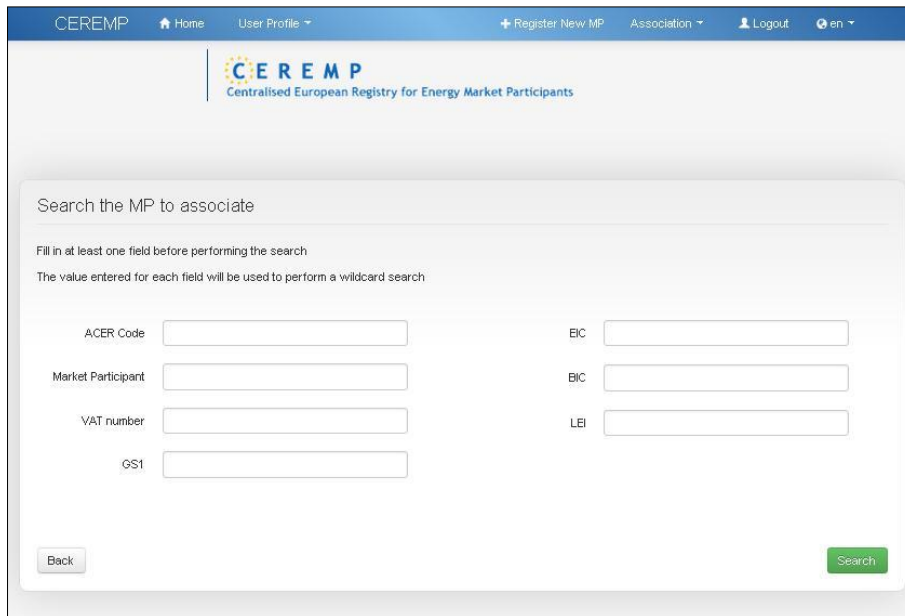 CEREMP Home User Profile Register New MP Association Logout en
CEREMP
Centralised European Registry for Energy Market Participants
Search the MP to associate
Fill in at least one field before performing the search
The value entered for each field will be used to perform a wildcard search
ACER Code EIC
Market Participant BIC
VAT number LEI
GS1
Back Search